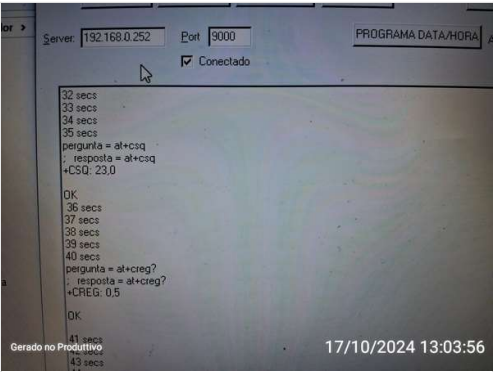 Server: 192.168.0.252 Port 9000 PROGRAMA DATA/HORA
Conectado
32 secs
33 secs
34 secs
35 secs
pergunta = at+csq
; resposta = at+csq
+CSQ: 23,0
OK
36 secs
37 secs
38 secs
39 secs
40 secs
pergunta = at+creg?
; resposta = at+creg?
+CREG: 0,5
OK
41 secs
42 secs
43 secs
Gerado no Produttivo
17/10/2024 13:03:56